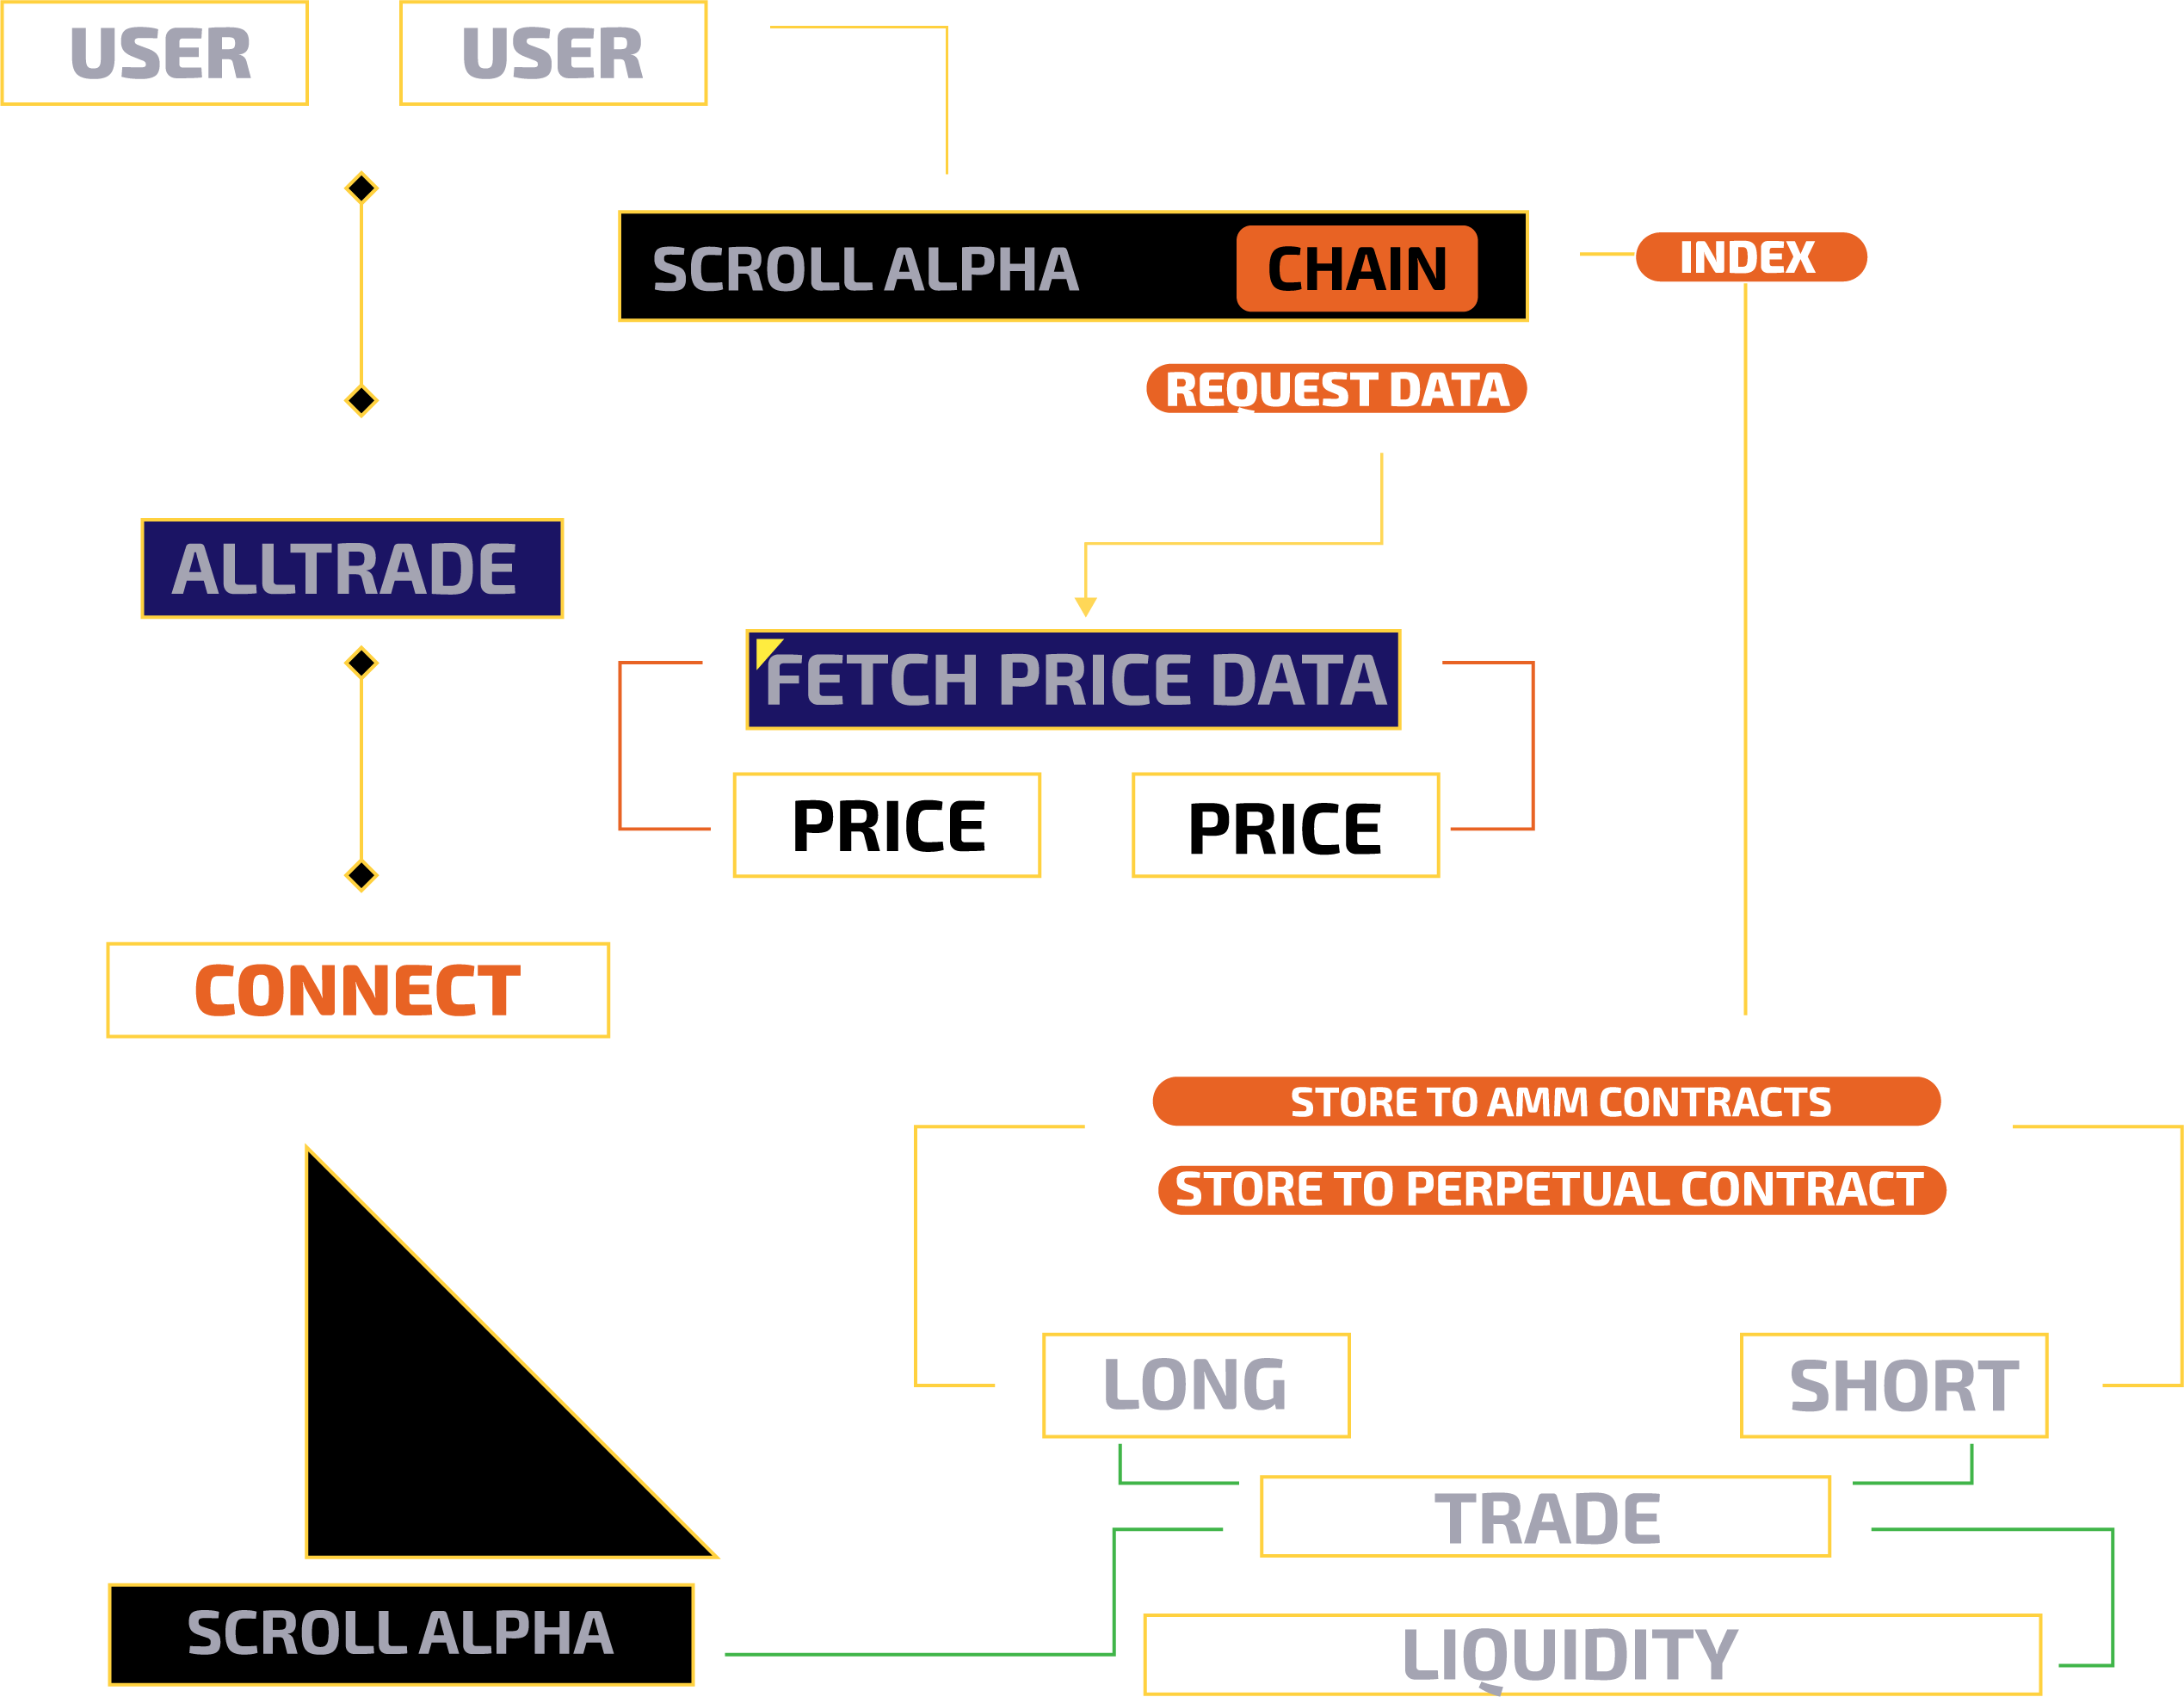 USER
USER
SCROLL ALPHA
CHAIN
INDEX
REQUEST DATA
ALLTRADE
FETCH PRICE DATA
PRICE
PRICE
CONNECT
STORE TO AMM CONTRACTS
STORE TO PERPETUAL CONTRACT
LONG
SHORT
TRADE
SCROLL ALPHA
LIQUIDITY